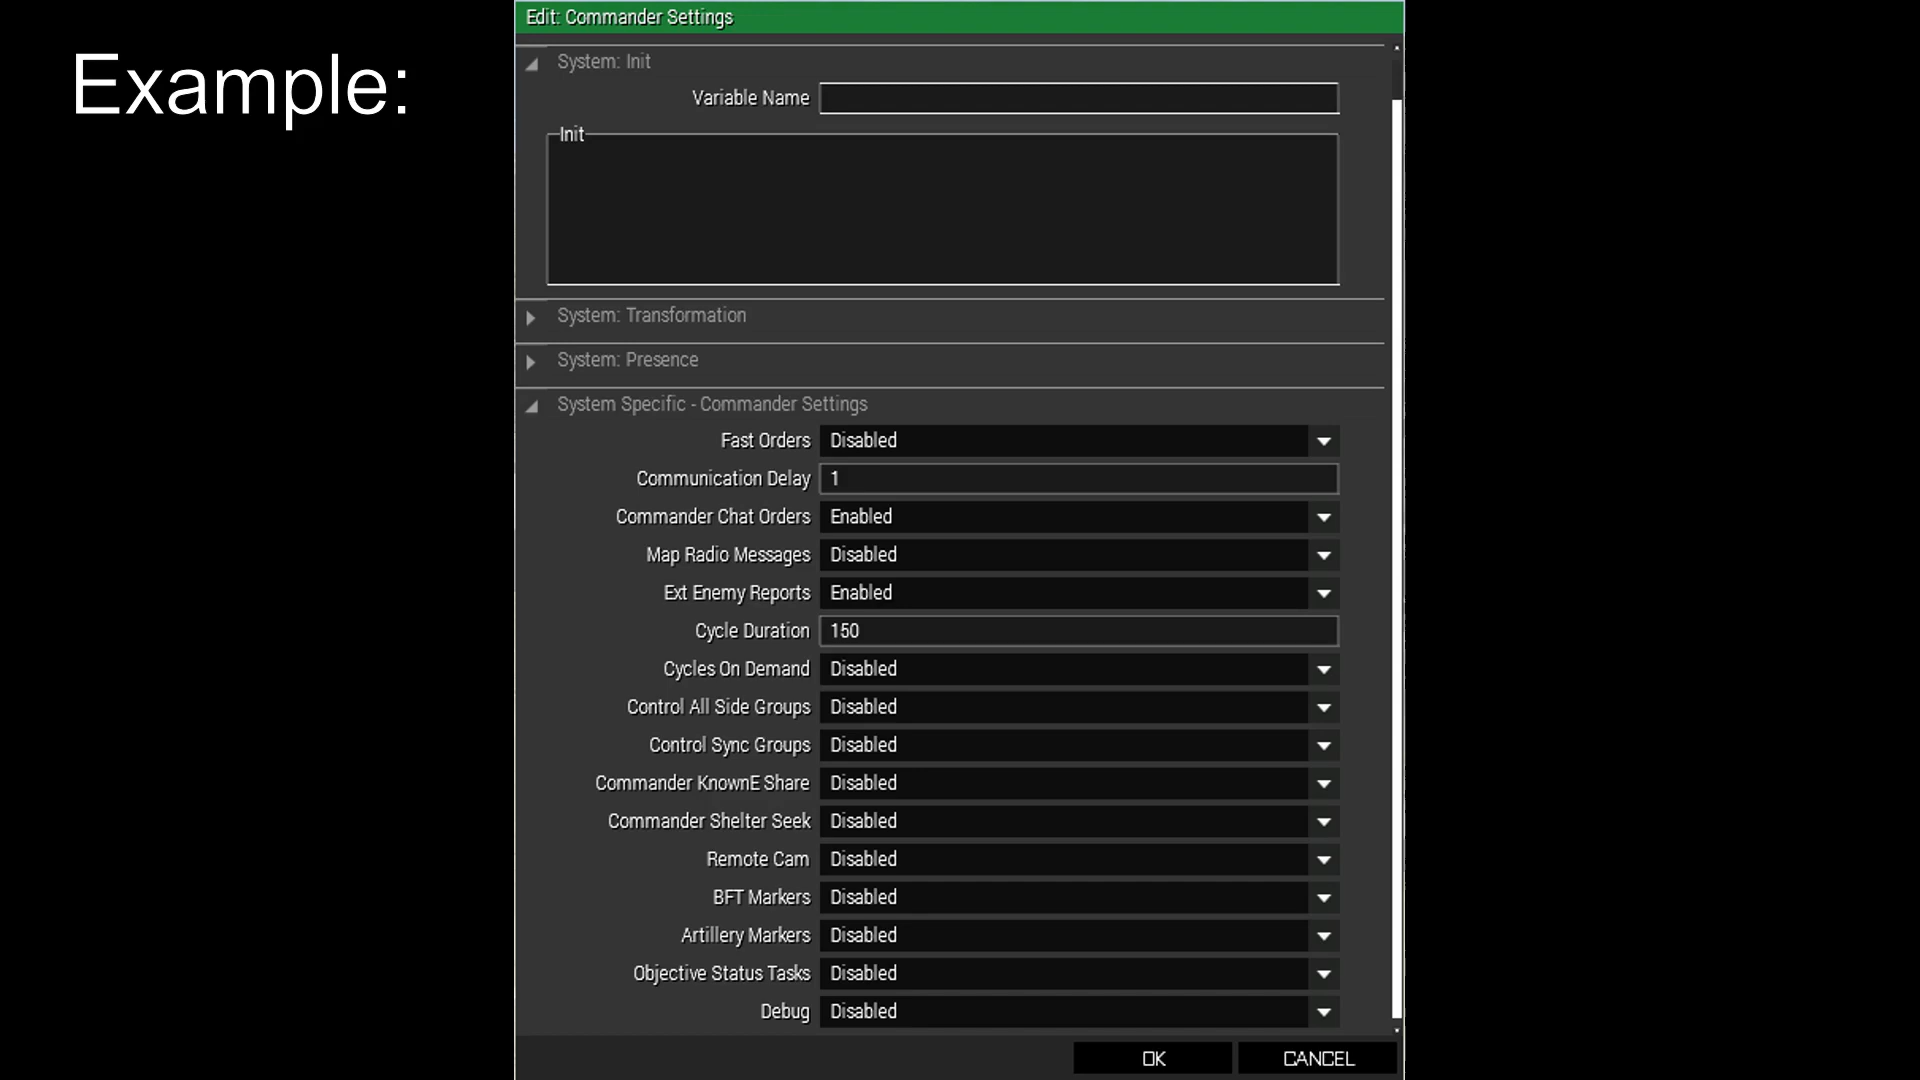 Example:
Edit: Commander Settings
System: Init
Variable Name
Init
System: Transformation
System: Presence
System Specific - Commander Settings
Fast Orders Disabled
Communication Delay 1
Commander Chat Orders Enabled
Map Radio Messages Disabled
Ext Enemy Reports Enabled
Cycle Duration 150
Cycles On Demand Disabled
Control All Side Groups Disabled
Control Sync Groups Disabled
Commander KnownE Share Disabled
Commander Shelter Seek Disabled
Remote Cam Disabled
BFT Markers Disabled
Artillery Markers Disabled
Objective Status Tasks Disabled
Debug Disabled
OK CANCEL